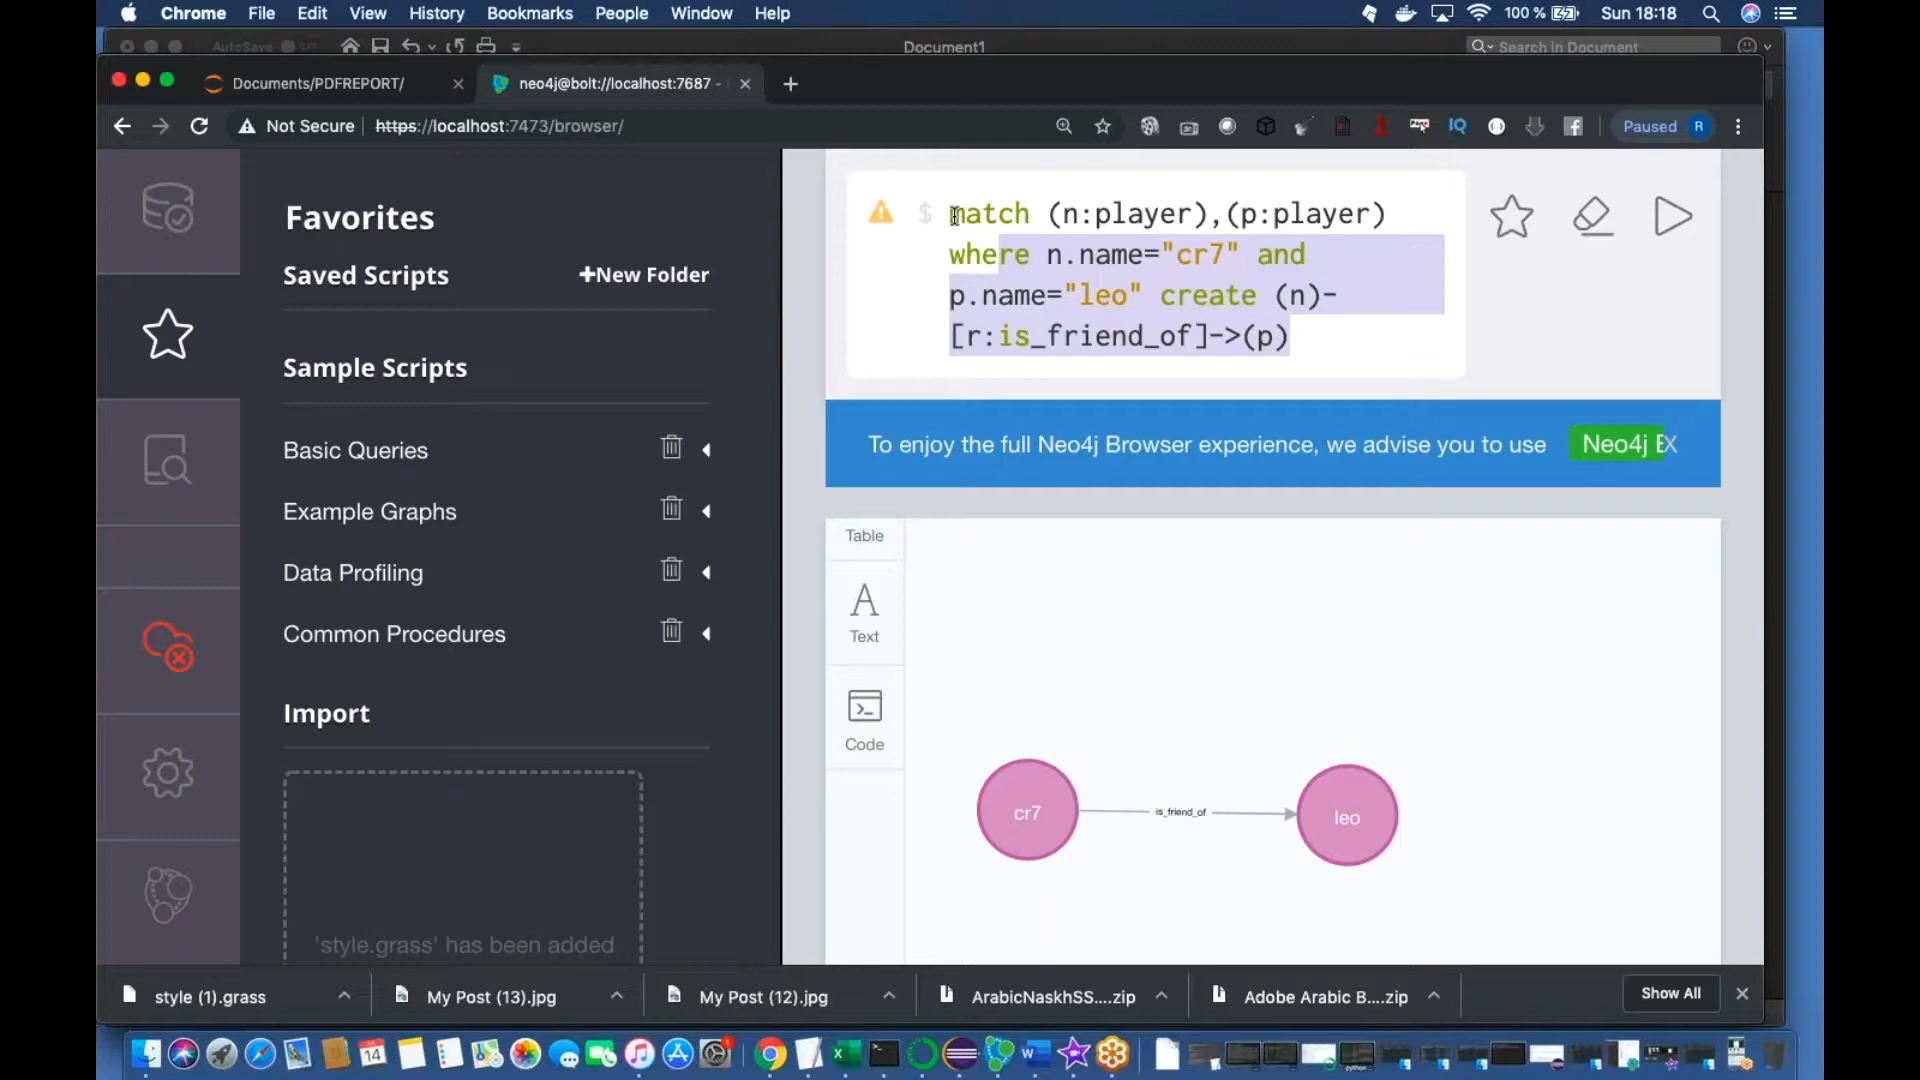 Chrome File Edit View History Bookmarks People Window Help 100 % Sun 18:18
AutoSave Document1 Search in Document
Documents/PDFREPORT/ neo4j@bolt://localhost:7687 -
Not Secure https://localhost:7473/browser/ Paused R
Favorites
Saved Scripts New Folder
Sample Scripts
Basic Queries
Example Graphs
Data Profiling
Common Procedures
Import
'style.grass' has been added
$ match (n:player),(p:player)
where n.name="cr7" and
p.name="leo" create (n)-
[r:is_friend_of]->(p)
To enjoy the full Neo4j Browser experience, we advise you to use Neo4j
Table
Text
Code
cr7 is_friend_of leo
style (1).grass My Post (13).jpg My Post (12).jpg ArabicNaskhSS....zip Adobe Arabic B....zip Show All